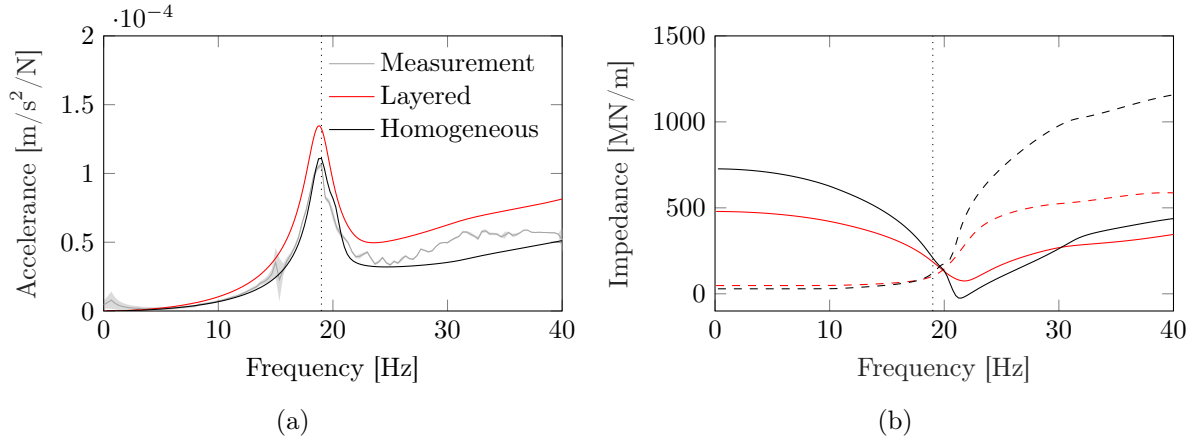 ·10⁻⁴
2
1.5
1
0.5
0
0 10 20 30 40
Accelerance [m/s²/N]
Frequency [Hz]
Measurement
Layered
Homogeneous
(a)
1500
1000
500
0
0 10 20 30 40
Impedance [MN/m]
Frequency [Hz]
(b)